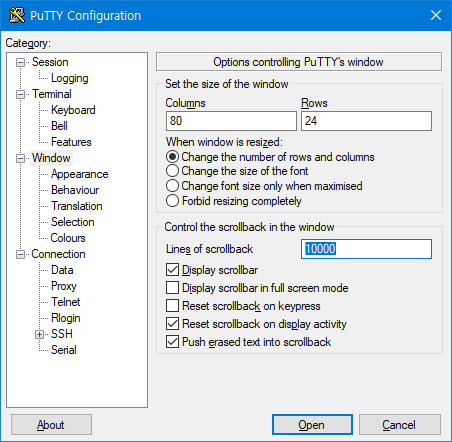 PuTTY Configuration
Category:
Session
Logging
Terminal
Keyboard
Bell
Features
Window
Appearance
Behaviour
Translation
Selection
Colours
Connection
Data
Proxy
Telnet
Rlogin
SSH
Serial
Options controlling PuTTY's window
Set the size of the window
Columns Rows
80 24
When window is resized:
Change the number of rows and columns
Change the size of the font
Change font size only when maximised
Forbid resizing completely
Control the scrollback in the window
Lines of scrollback 10000
Display scrollbar
Display scrollbar in full screen mode
Reset scrollback on keypress
Reset scrollback on display activity
Push erased text into scrollback
About Open Cancel